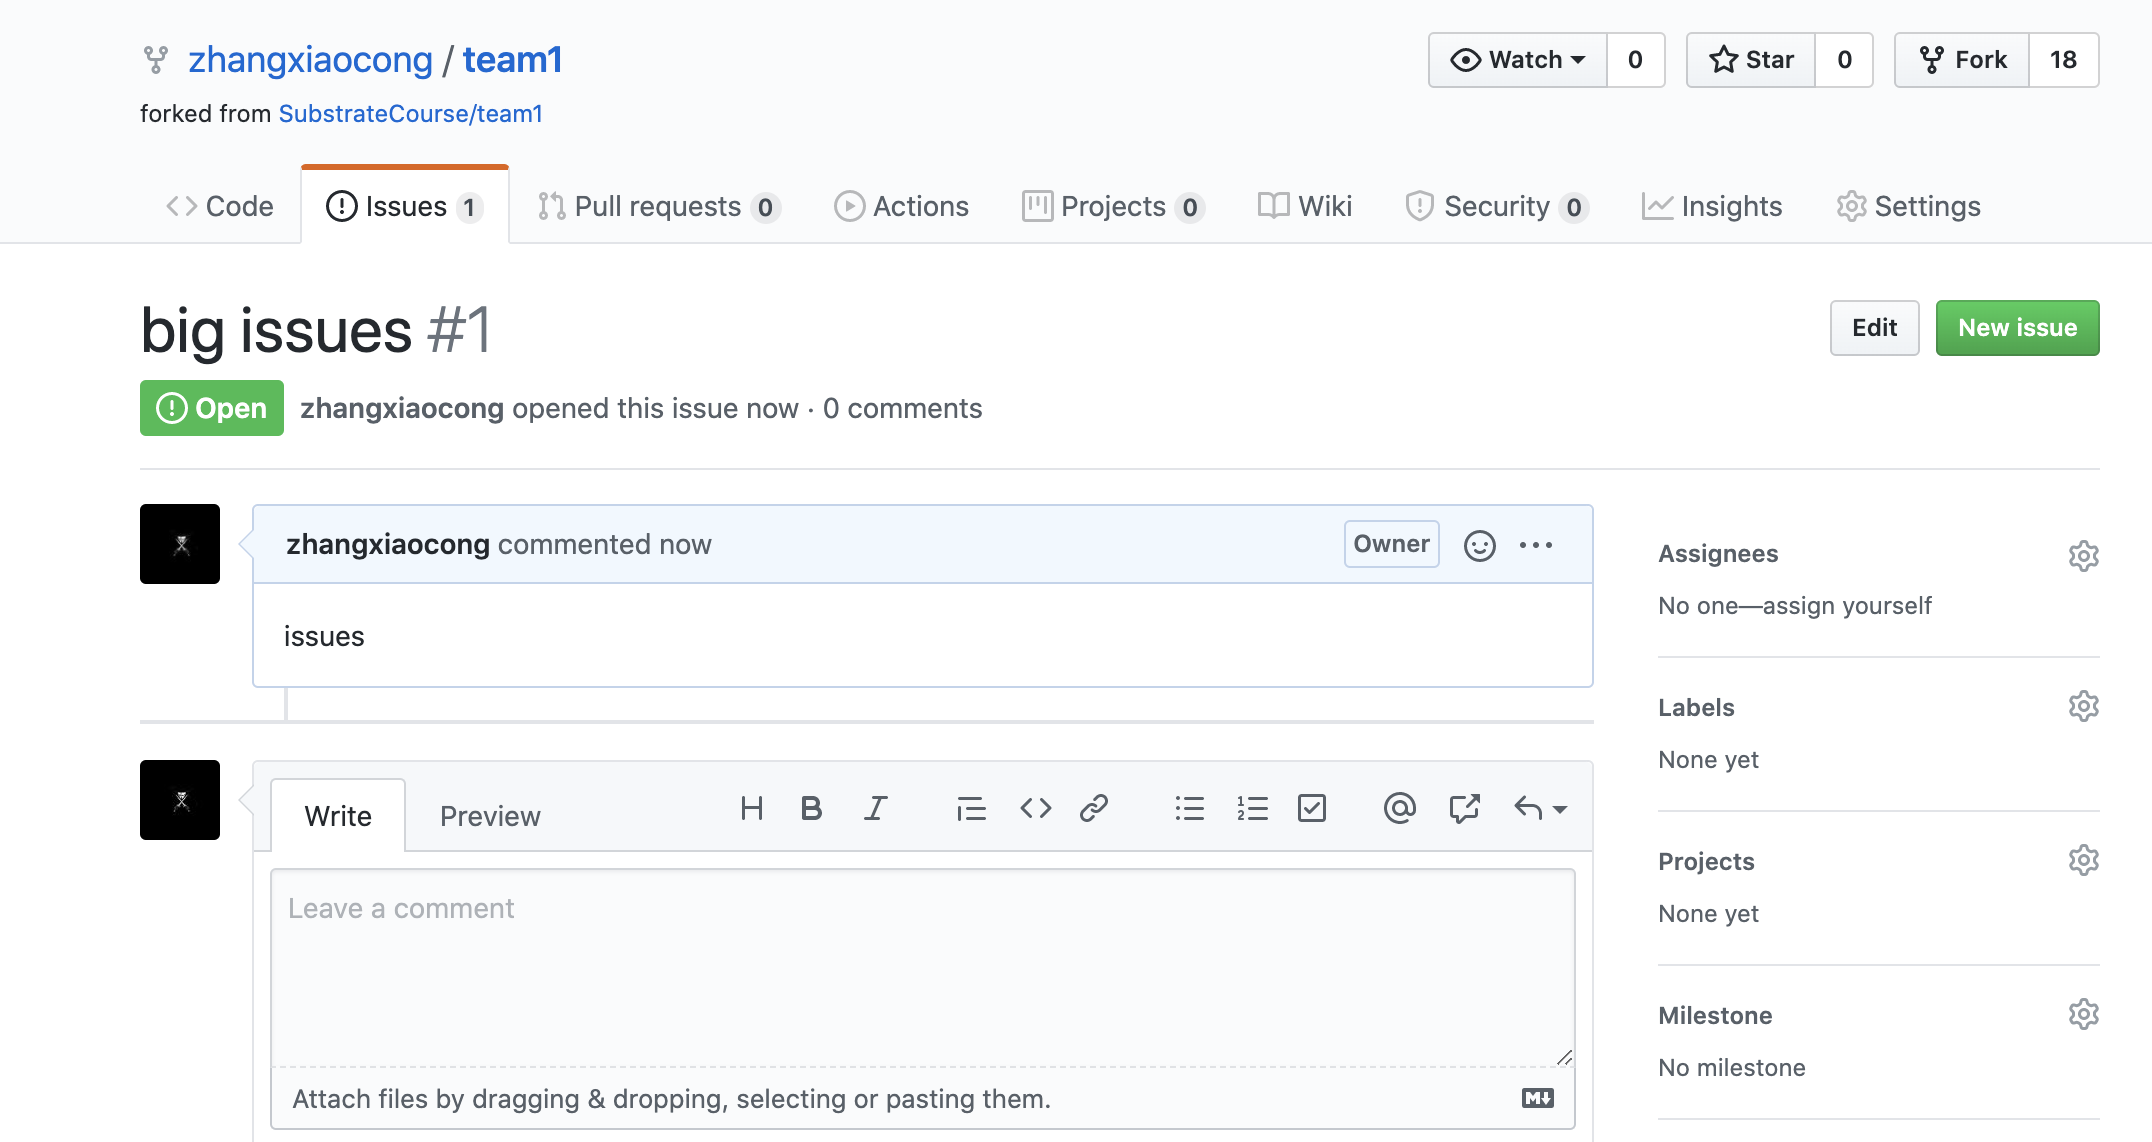 zhangxiaocong / team1
Watch 0
Star 0
Fork 18
forked from SubstrateCourse/team1
Code
Issues 1
Pull requests 0
Actions
Projects 0
Wiki
Security 0
Insights
Settings
big issues #1
Edit
New issue
Open
zhangxiaocong opened this issue now · 0 comments
zhangxiaocong commented now
Owner
issues
Assignees
No one—assign yourself
Labels
None yet
Projects
None yet
Milestone
No milestone
Write
Preview
Leave a comment
Attach files by dragging & dropping, selecting or pasting them.